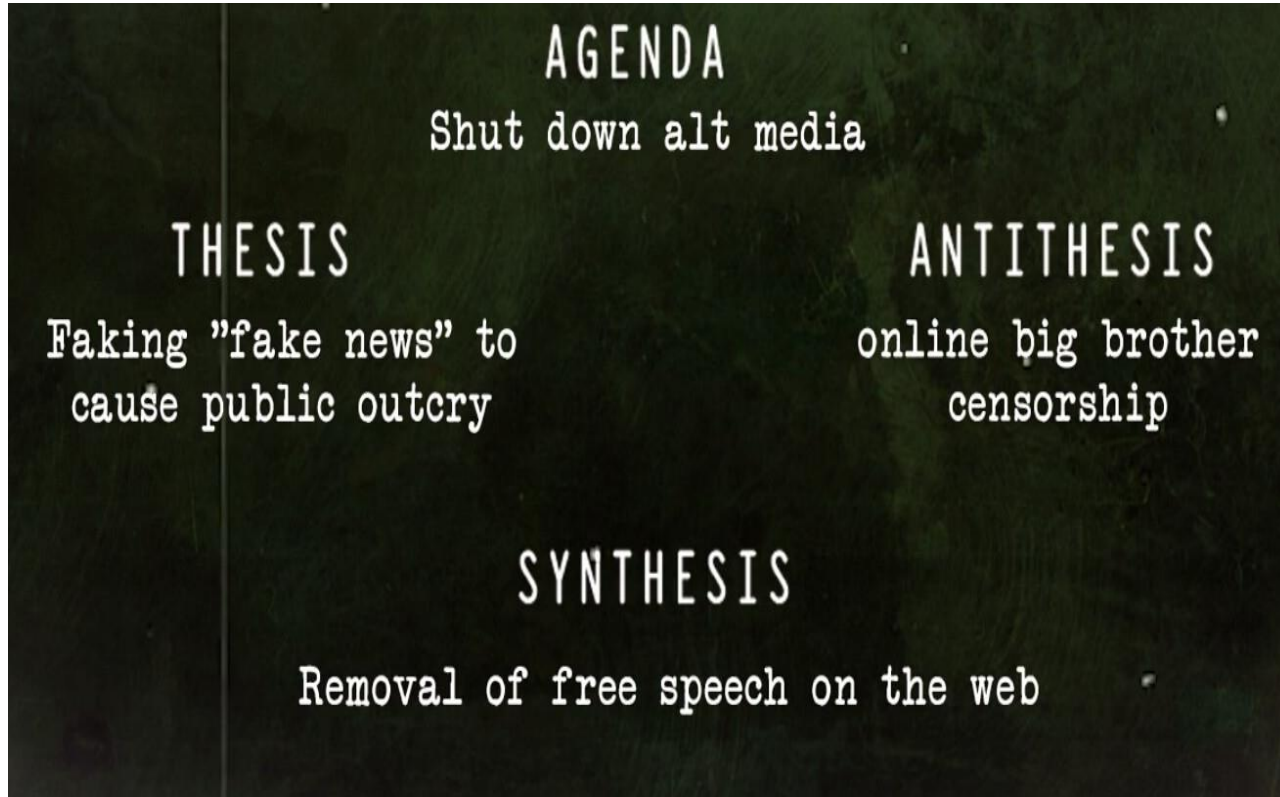 AGENDA
Shut down alt media
THESIS
Faking ”fake news” to
cause public outcry
ANTITHESIS
online big brother
censorship
SYNTHESIS
Removal of free speech on the web